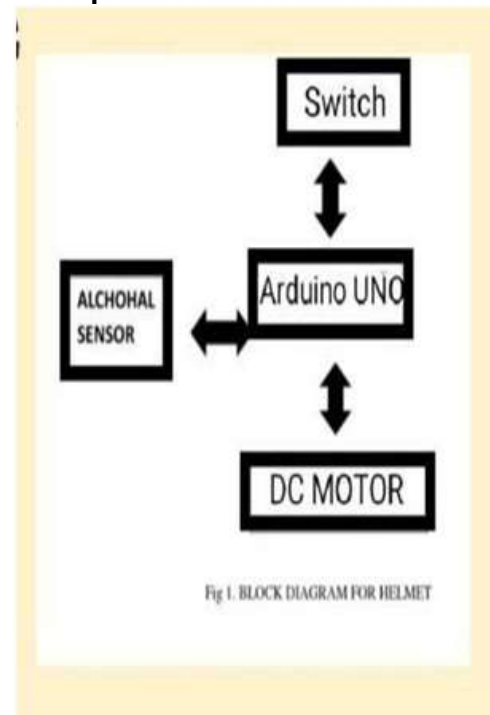 Switch
Arduino UNO
ALCHOHAL
SENSOR
DC MOTOR
Fig 1. BLOCK DIAGRAM FOR HELMET